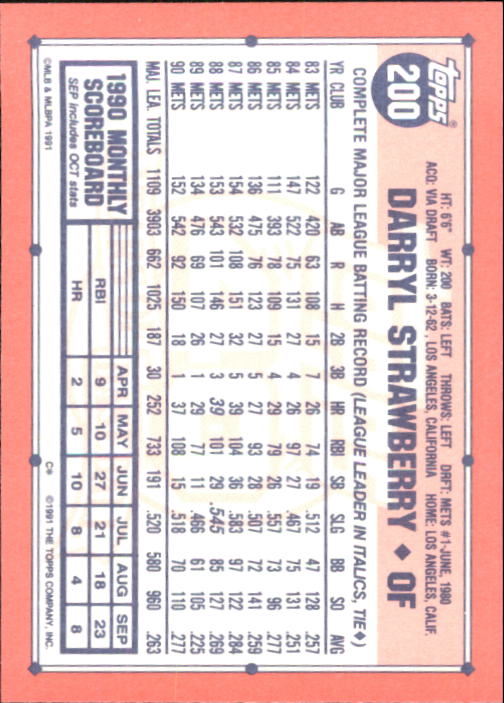 Topps®
200
HT: 6'6" WT: 200 BATS: LEFT THROWS: LEFT DRFT: METS #1-JUNE, 1980
ACQ: VIA DRAFT BORN: 3-12-62, LOS ANGELES, CALIFORNIA HOME: LOS ANGELES, CALIF.
DARRYL STRAWBERRY ◆ OF
COMPLETE MAJOR LEAGUE BATTING RECORD (LEAGUE LEADER IN ITALICS, TIE◆)
YR CLUB G AB R H 2B 3B HR RBI SB SLG BB SO AVG
83 METS 122 420 63 108 15 7 26 74 19 .512 47 128 .257
84 METS 147 522 75 131 27 4 26 97 27 .467 75 131 .251
85 METS 111 393 78 109 15 4 29 79 26 .557 73 96 .277
86 METS 136 475 76 123 27 5 27 93 28 .507 72 141 .259
87 METS 154 532 108 151 32 5 39 104 36 .583 97 122 .284
88 METS 153 543 101 146 27 3 39 101 29 .545 85 127 .269
89 METS 134 476 69 107 26 1 29 77 11 .466 61 105 .225
90 METS 152 542 92 150 18 1 37 108 15 .518 70 110 .277
MAJ. LEA. TOTALS 1109 3903 662 1025 187 30 252 733 191 .520 580 960 .263
1990 MONTHLY
SCOREBOARD
SEP includes OCT stats
APR MAY JUN JUL AUG SEP
RBI 9 10 27 21 18 23
HR 2 5 10 8 4 8
©MLB & MLBPA 1991
C* ©1991 THE TOPPS COMPANY, INC.